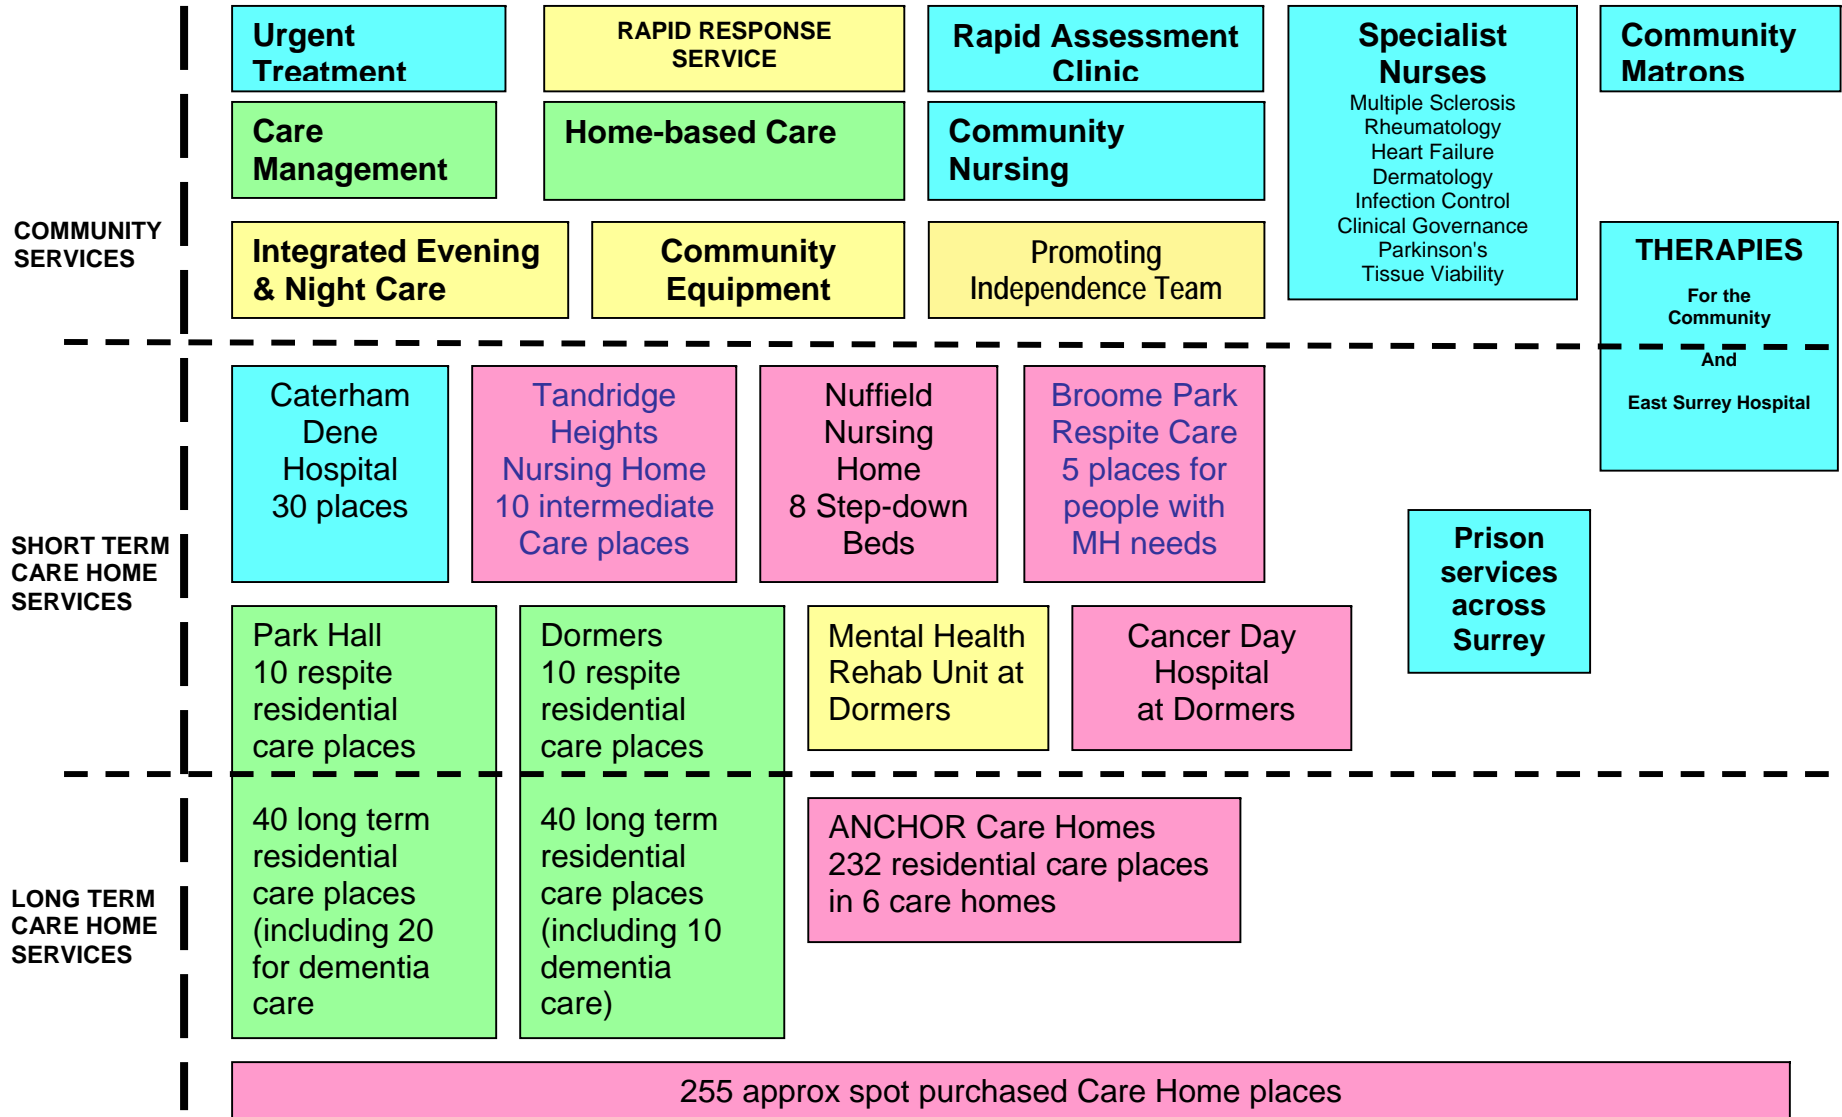 Urgent
Treatment
RAPID RESPONSE
SERVICE
Rapid Assessment
Clinic
Specialist
Nurses
Multiple Sclerosis
Rheumatology
Heart Failure
Dermatology
Infection Control
Clinical Governance
Parkinson's
Tissue Viability
Community
Matrons
Care
Management
Home-based Care
Community
Nursing
COMMUNITY
SERVICES
Integrated Evening
& Night Care
Community
Equipment
Promoting
Independence Team
THERAPIES
For the
Community
And
East Surrey Hospital
SHORT TERM
CARE HOME
SERVICES
Caterham
Dene
Hospital
30 places
Tandridge
Heights
Nursing Home
10 intermediate
Care places
Nuffield
Nursing
Home
8 Step-down
Beds
Broome Park
Respite Care
5 places for
people with
MH needs
Prison
services
across
Surrey
Park Hall
10 respite
residential
care places
Dormers
10 respite
residential
care places
Mental Health
Rehab Unit at
Dormers
Cancer Day
Hospital
at Dormers
LONG TERM
CARE HOME
SERVICES
40 long term
residential
care places
(including 20
for dementia
care
40 long term
residential
care places
(including 10
dementia
care)
ANCHOR Care Homes
232 residential care places
in 6 care homes
255 approx spot purchased Care Home places